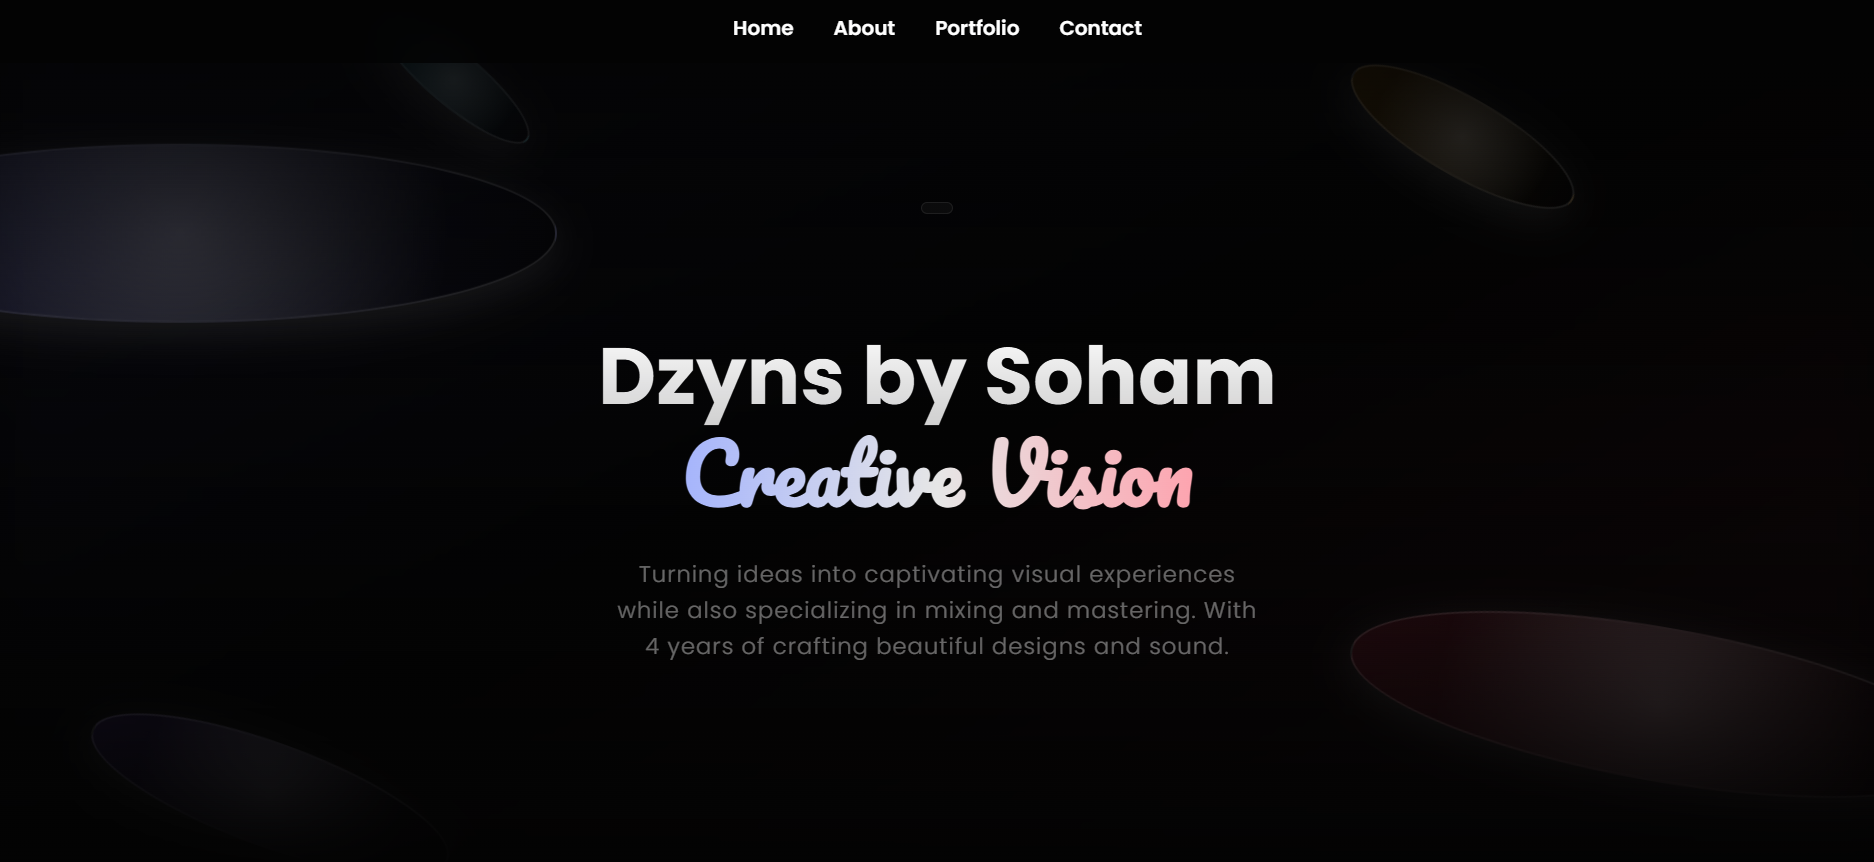 Home About Portfolio Contact
Dzyns by Soham
Creative Vision
Turning ideas into captivating visual experiences
while also specializing in mixing and mastering. With
4 years of crafting beautiful designs and sound.